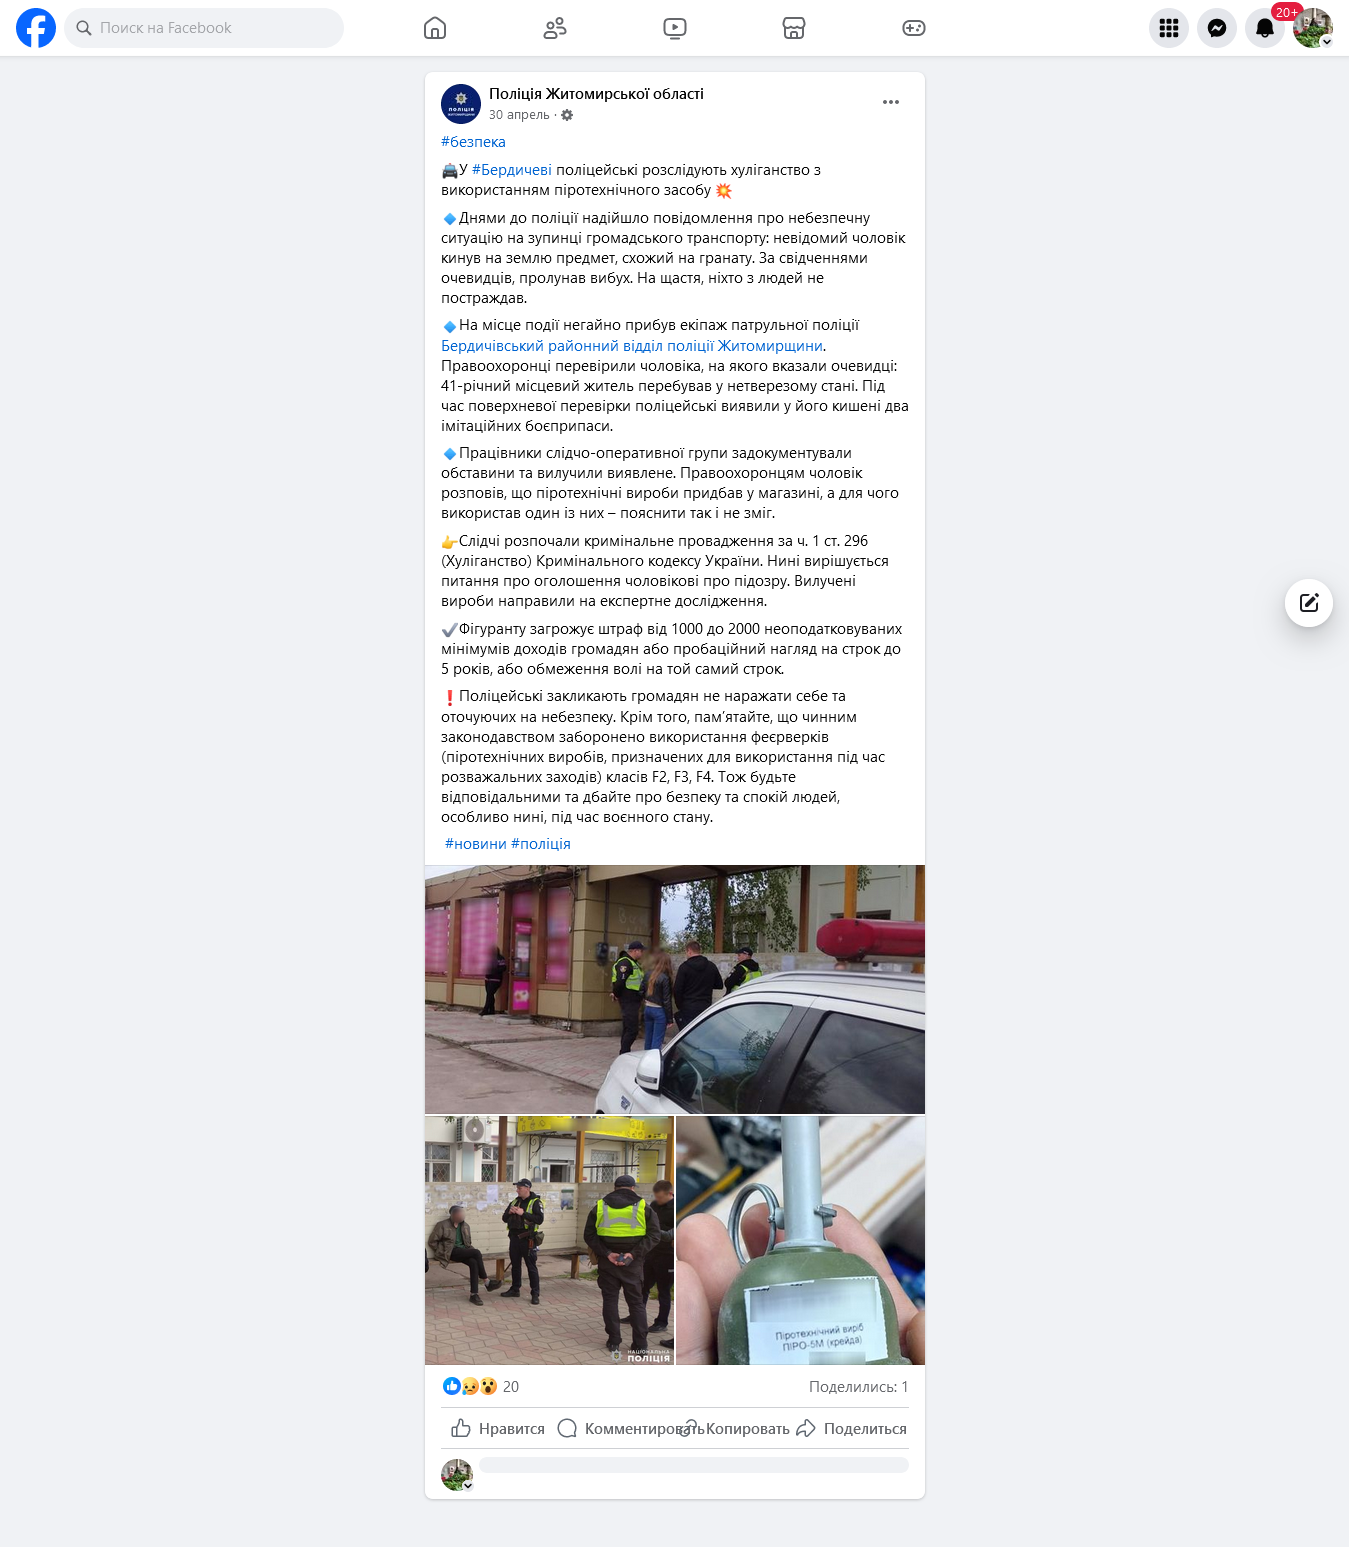 Поиск на Facebook
20+
Поліція Житомирської області
30 апрель ·
#безпека
У #Бердичеві поліцейські розслідують хуліганство з
використанням піротехнічного засобу
Днями до поліції надійшло повідомлення про небезпечну
ситуацію на зупинці громадського транспорту: невідомий чоловік
кинув на землю предмет, схожий на гранату. За свідченнями
очевидців, пролунав вибух. На щастя, ніхто з людей не
постраждав.
На місце події негайно прибув екіпаж патрульної поліції
Бердичівський районний відділ поліції Житомирщини.
Правоохоронці перевірили чоловіка, на якого вказали очевидці:
41-річний місцевий житель перебував у нетверезому стані. Під
час поверхневої перевірки поліцейські виявили у його кишені два
імітаційних боєприпаси.
Працівники слідчо-оперативної групи задокументували
обставини та вилучили виявлене. Правоохоронцям чоловік
розповів, що піротехнічні вироби придбав у магазині, а для чого
використав один із них – пояснити так і не зміг.
Слідчі розпочали кримінальне провадження за ч. 1 ст. 296
(Хуліганство) Кримінального кодексу України. Нині вирішується
питання про оголошення чоловікові про підозру. Вилучені
вироби направили на експертне дослідження.
Фігуранту загрожує штраф від 1000 до 2000 неоподатковуваних
мінімумів доходів громадян або пробаційний нагляд на строк до
5 років, або обмеження волі на той самий строк.
Поліцейські закликають громадян не наражати себе та
оточуючих на небезпеку. Крім того, пам’ятайте, що чинним
законодавством заборонено використання феєрверків
(піротехнічних виробів, призначених для використання під час
розважальних заходів) класів F2, F3, F4. Тож будьте
відповідальними та дбайте про безпеку та спокій людей,
особливо нині, під час воєнного стану.
#новини #поліція
НАЦІОНАЛЬНА
ПОЛІЦІЯ
Піротехнічний виріб
ПІРО-5М (крейда)
20
Поделились: 1
Нравится
Комментировать
Копировать
Поделиться